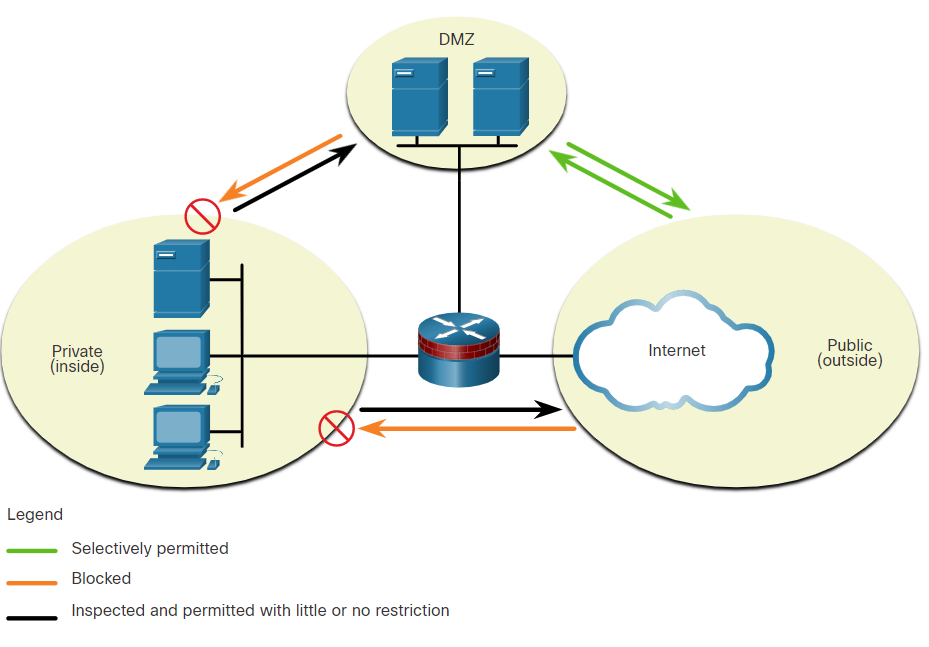 DMZ
Private
(inside)
Internet
Public
(outside)
Legend
Selectively permitted
Blocked
Inspected and permitted with little or no restriction